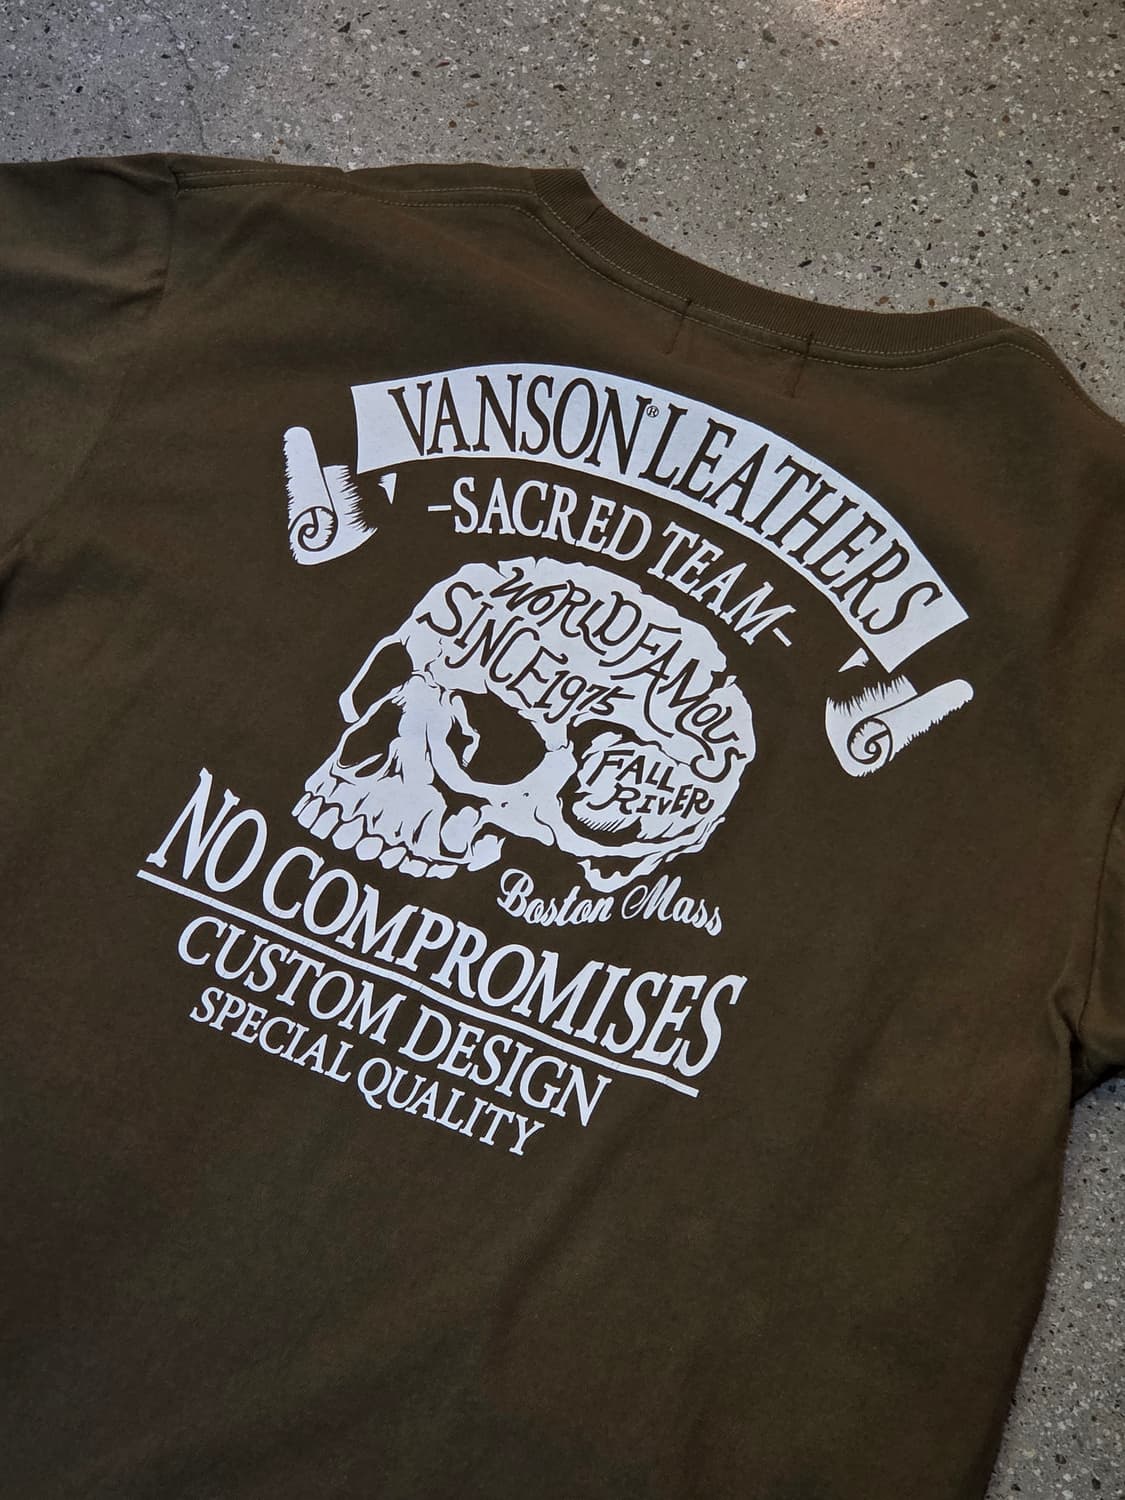 VANSON® LEATHERS
-SACRED TEAM-
WORLD FAMOUS
SINCE 1975
FALL
RIVER
Boston Mass
NO COMPROMISES
CUSTOM DESIGN
SPECIAL QUALITY